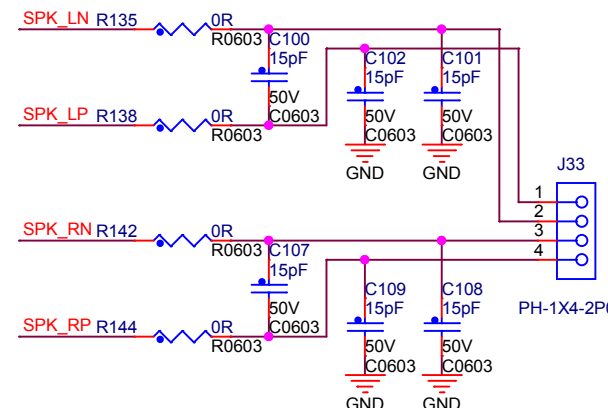 SPK_LN R135 0R
R0603 C100
15pF
C102 C101
15pF 15pF
50V
C0603
SPK_LP R138 0R
R0603
50V 50V
C0603 C0603
GND GND
J33
1
2
3
4
SPK_RN R142 0R
R0603 C107
15pF
C109 C108
15pF 15pF
50V
C0603
PH-1X4-2P
SPK_RP R144 0R
R0603
50V 50V
C0603 C0603
GND GND